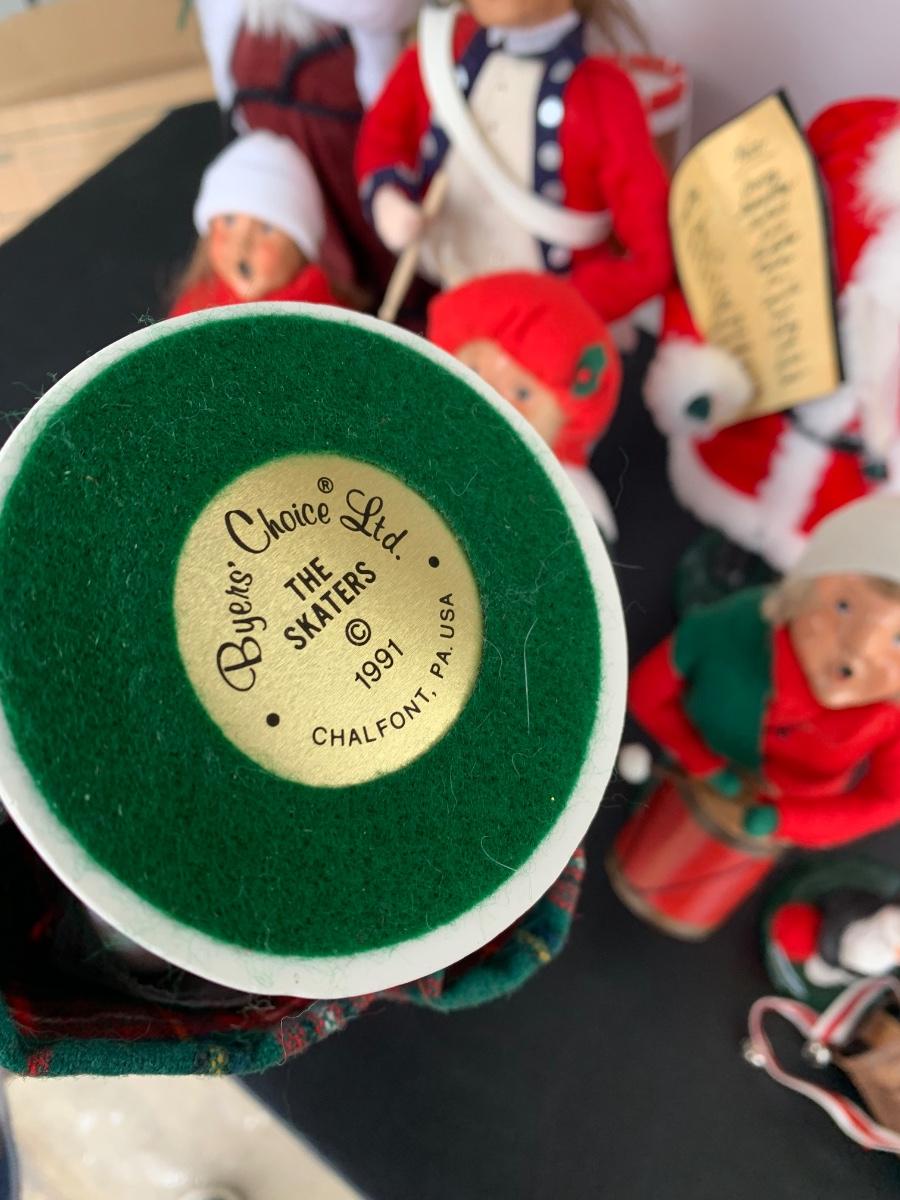 Byers' Choice® Ltd.
THE
SKATERS
©
1991
CHALFONT, PA. USA